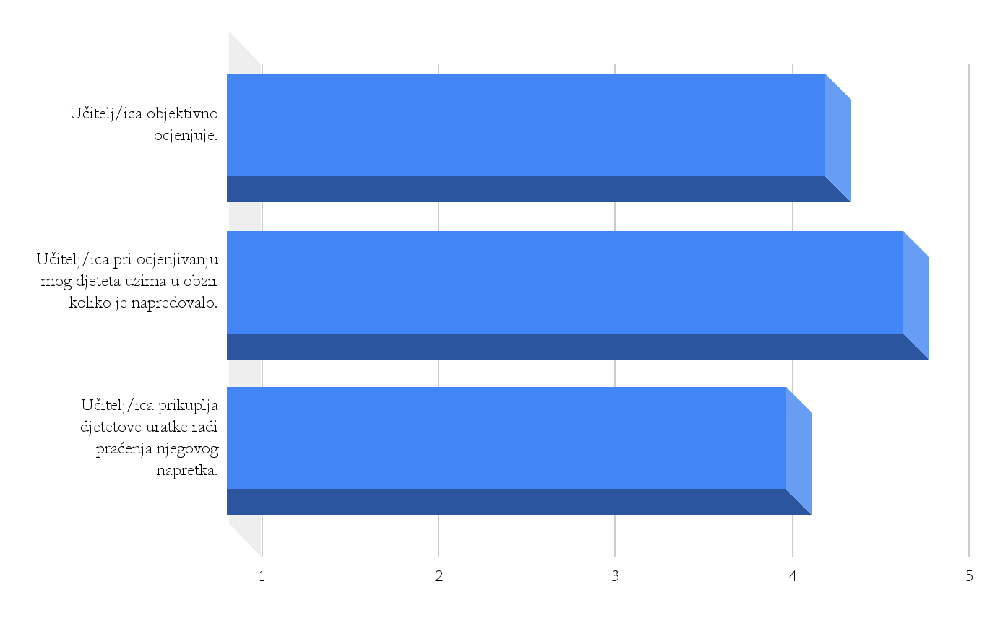 Učitelj/ica objektivno
ocjenjuje.
Učitelj/ica pri ocjenjivanju
mog djeteta uzima u obzir
koliko je napredovalo.
Učitelj/ica prikuplja
djetetove uratke radi
praćenja njegovog
napretka.
1 2 3 4 5